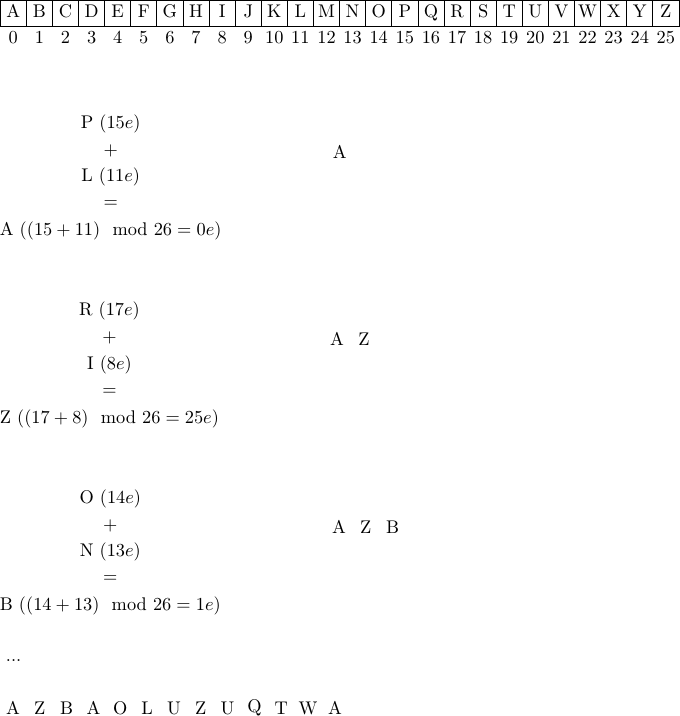 A B C D E F G H I J K L M N O P Q R S T U V W X Y Z
0 1 2 3 4 5 6 7 8 9 10 11 12 13 14 15 16 17 18 19 20 21 22 23 24 25
P (15e)
+
A
L (11e)
=
A ((15 + 11) mod 26 = 0e)
R (17e)
+
A Z
I (8e)
=
Z ((17 + 8) mod 26 = 25e)
O (14e)
+
A Z B
N (13e)
=
B ((14 + 13) mod 26 = 1e)
...
A Z B A O L U Z U Q T W A